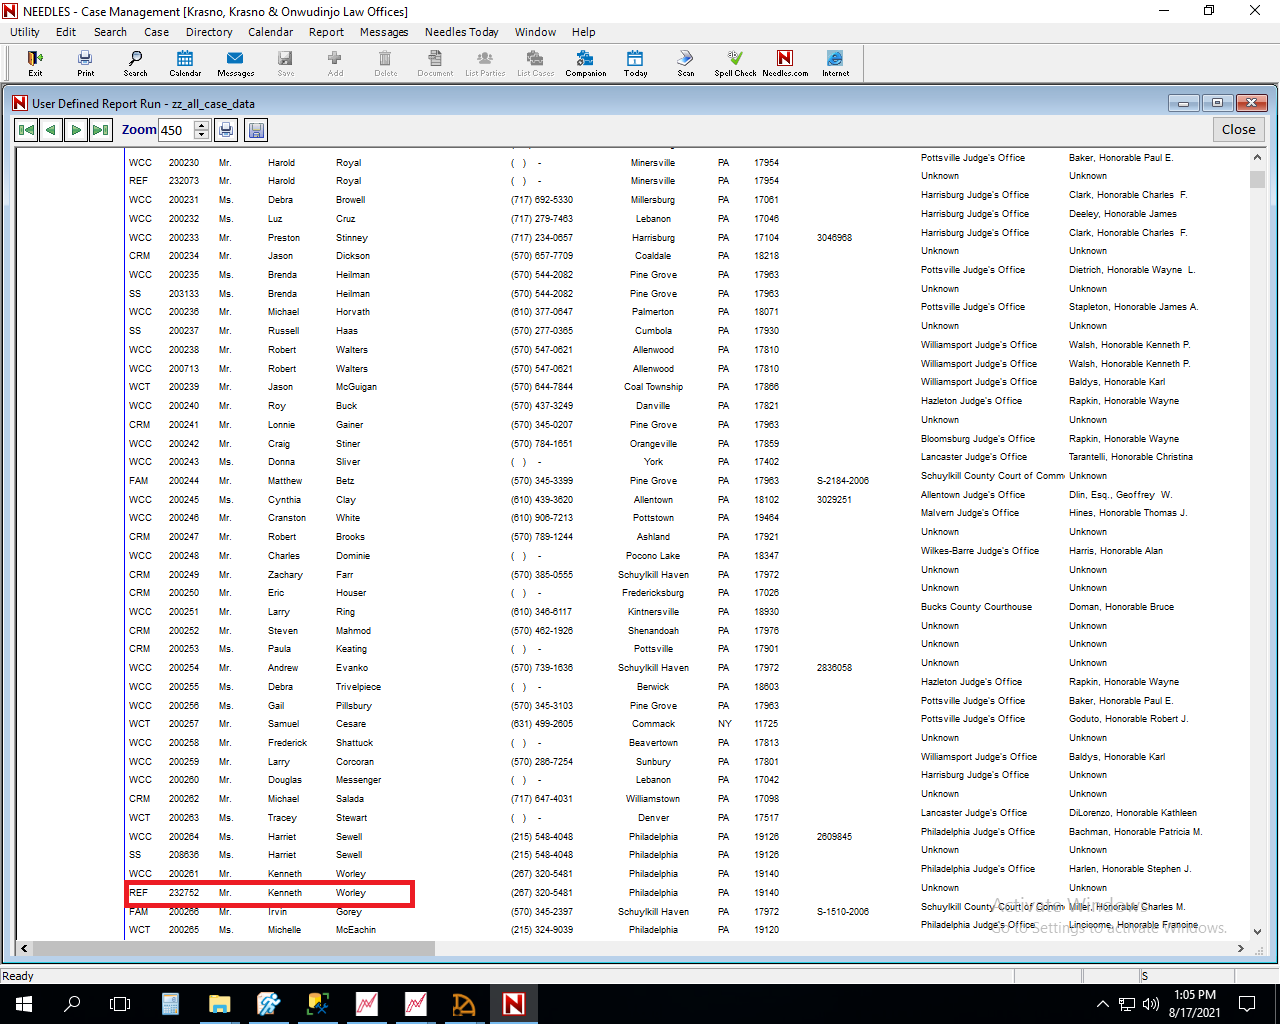 NEEDLES - Case Management [Krasno, Krasno & Onwudinjo Law Offices]
Utility Edit Search Case Directory Calendar Report Messages Needles Today Window Help
Exit Print Search Calendar Messages Save Add Delete Document List Parties List Cases Companion Today Scan Spell Check Needles.com Internet
User Defined Report Run - zz_all_case_data
Zoom 450 Close
WCC 200230 Mr. Harold Royal ( ) - Minersville PA 17954 Pottsville Judge's Office Baker, Honorable Paul E.
REF 232073 Mr. Harold Royal ( ) - Minersville PA 17954 Unknown Unknown
WCC 200231 Ms. Debra Browell (717) 692-5330 Millersburg PA 17061 Harrisburg Judge's Office Clark, Honorable Charles F.
WCC 200232 Ms. Luz Cruz (717) 279-7463 Lebanon PA 17046 Harrisburg Judge's Office Deeley, Honorable James
WCC 200233 Mr. Preston Stinney (717) 234-0657 Harrisburg PA 17104 3046968 Harrisburg Judge's Office Clark, Honorable Charles F.
CRM 200234 Mr. Jason Dickson (570) 657-7709 Coaldale PA 18218 Unknown Unknown
WCC 200235 Ms. Brenda Heilman (570) 544-2082 Pine Grove PA 17963 Pottsville Judge's Office Dietrich, Honorable Wayne L.
SS 203133 Ms. Brenda Heilman (570) 544-2082 Pine Grove PA 17963 Unknown Unknown
WCC 200236 Mr. Michael Horvath (610) 377-0647 Palmerton PA 18071 Pottsville Judge's Office Stapleton, Honorable James A.
SS 200237 Mr. Russell Haas (570) 277-0365 Cumbola PA 17930 Unknown Unknown
WCC 200238 Mr. Robert Walters (570) 547-0621 Allenwood PA 17810 Williamsport Judge's Office Walsh, Honorable Kenneth P.
WCC 200713 Mr. Robert Walters (570) 547-0621 Allenwood PA 17810 Williamsport Judge's Office Walsh, Honorable Kenneth P.
WCT 200239 Mr. Jason McGuigan (570) 644-7844 Coal Township PA 17866 Williamsport Judge's Office Baldys, Honorable Karl
WCC 200240 Mr. Roy Buck (570) 437-3249 Danville PA 17821 Hazleton Judge's Office Rapkin, Honorable Wayne
CRM 200241 Mr. Lonnie Gainer (570) 345-0207 Pine Grove PA 17963 Unknown Unknown
WCC 200242 Mr. Craig Stiner (570) 784-1651 Orangeville PA 17859 Bloomsburg Judge's Office Rapkin, Honorable Wayne
WCC 200243 Ms. Donna Sliver ( ) - York PA 17402 Lancaster Judge's Office Tarantelli, Honorable Christina
FAM 200244 Mr. Matthew Betz (570) 345-3399 Pine Grove PA 17963 S-2184-2006 Schuylkill County Court of Comm Unknown
WCC 200245 Ms. Cynthia Clay (610) 439-3620 Allentown PA 18102 3029251 Allentown Judge's Office Dlin, Esq., Geoffrey W.
WCC 200246 Mr. Cranston White (610) 906-7213 Pottstown PA 19464 Malvern Judge's Office Hines, Honorable Thomas J.
CRM 200247 Mr. Robert Brooks (570) 789-1244 Ashland PA 17921 Unknown Unknown
WCC 200248 Mr. Charles Dominie ( ) - Pocono Lake PA 18347 Wilkes-Barre Judge's Office Harris, Honorable Alan
CRM 200249 Mr. Zachary Farr (570) 385-0555 Schuylkill Haven PA 17972 Unknown Unknown
CRM 200250 Mr. Eric Houser ( ) - Fredericksburg PA 17026 Unknown Unknown
WCC 200251 Mr. Larry Ring (610) 346-6117 Kintnersville PA 18930 Bucks County Courthouse Doman, Honorable Bruce
CRM 200252 Mr. Steven Mahmod (570) 462-1926 Shenandoah PA 17976 Unknown Unknown
CRM 200253 Ms. Paula Keating ( ) - Pottsville PA 17901 Unknown Unknown
WCC 200254 Mr. Andrew Evanko (570) 739-1636 Schuylkill Haven PA 17972 2836058 Unknown Unknown
WCC 200255 Ms. Debra Trivelpiece ( ) - Berwick PA 18603 Hazleton Judge's Office Rapkin, Honorable Wayne
WCC 200256 Ms. Gail Pillsbury (570) 345-3103 Pine Grove PA 17963 Pottsville Judge's Office Baker, Honorable Paul E.
WCT 200257 Mr. Samuel Cesare (631) 499-2605 Commack NY 11725 Pottsville Judge's Office Goduto, Honorable Robert J.
WCC 200258 Mr. Frederick Shattuck ( ) - Beavertown PA 17813 Unknown Unknown
WCC 200259 Mr. Larry Corcoran (570) 286-7254 Sunbury PA 17801 Williamsport Judge's Office Baldys, Honorable Karl
WCC 200260 Mr. Douglas Messenger ( ) - Lebanon PA 17042 Harrisburg Judge's Office Unknown
CRM 200262 Mr. Michael Salada (717) 647-4031 Williamstown PA 17098 Unknown Unknown
WCT 200263 Ms. Tracey Stewart ( ) - Denver PA 17517 Lancaster Judge's Office DiLorenzo, Honorable Kathleen
WCC 200264 Ms. Harriet Sewell (215) 548-4048 Philadelphia PA 19126 2609845 Philadelphia Judge's Office Bachman, Honorable Patricia M.
SS 208636 Ms. Harriet Sewell (215) 548-4048 Philadelphia PA 19126 Unknown Unknown
WCC 200261 Mr. Kenneth Worley (267) 320-5481 Philadelphia PA 19140 Philadelphia Judge's Office Harlen, Honorable Stephen J.
REF 232752 Mr. Kenneth Worley (267) 320-5481 Philadelphia PA 19140 Unknown Unknown
FAM 200266 Mr. Irvin Gorey (570) 345-2397 Schuylkill Haven PA 17972 S-1510-2006 Schuylkill County Court of Comm Miller, Honorable Charles M.
WCT 200265 Ms. Michelle McEachin (215) 324-9039 Philadelphia PA 19120 Philadelphia Judge's Office Lincicome, Honorable Francine
Activate Windows
Go to Settings to activate Windows.
Ready S
1:05 PM
8/17/2021